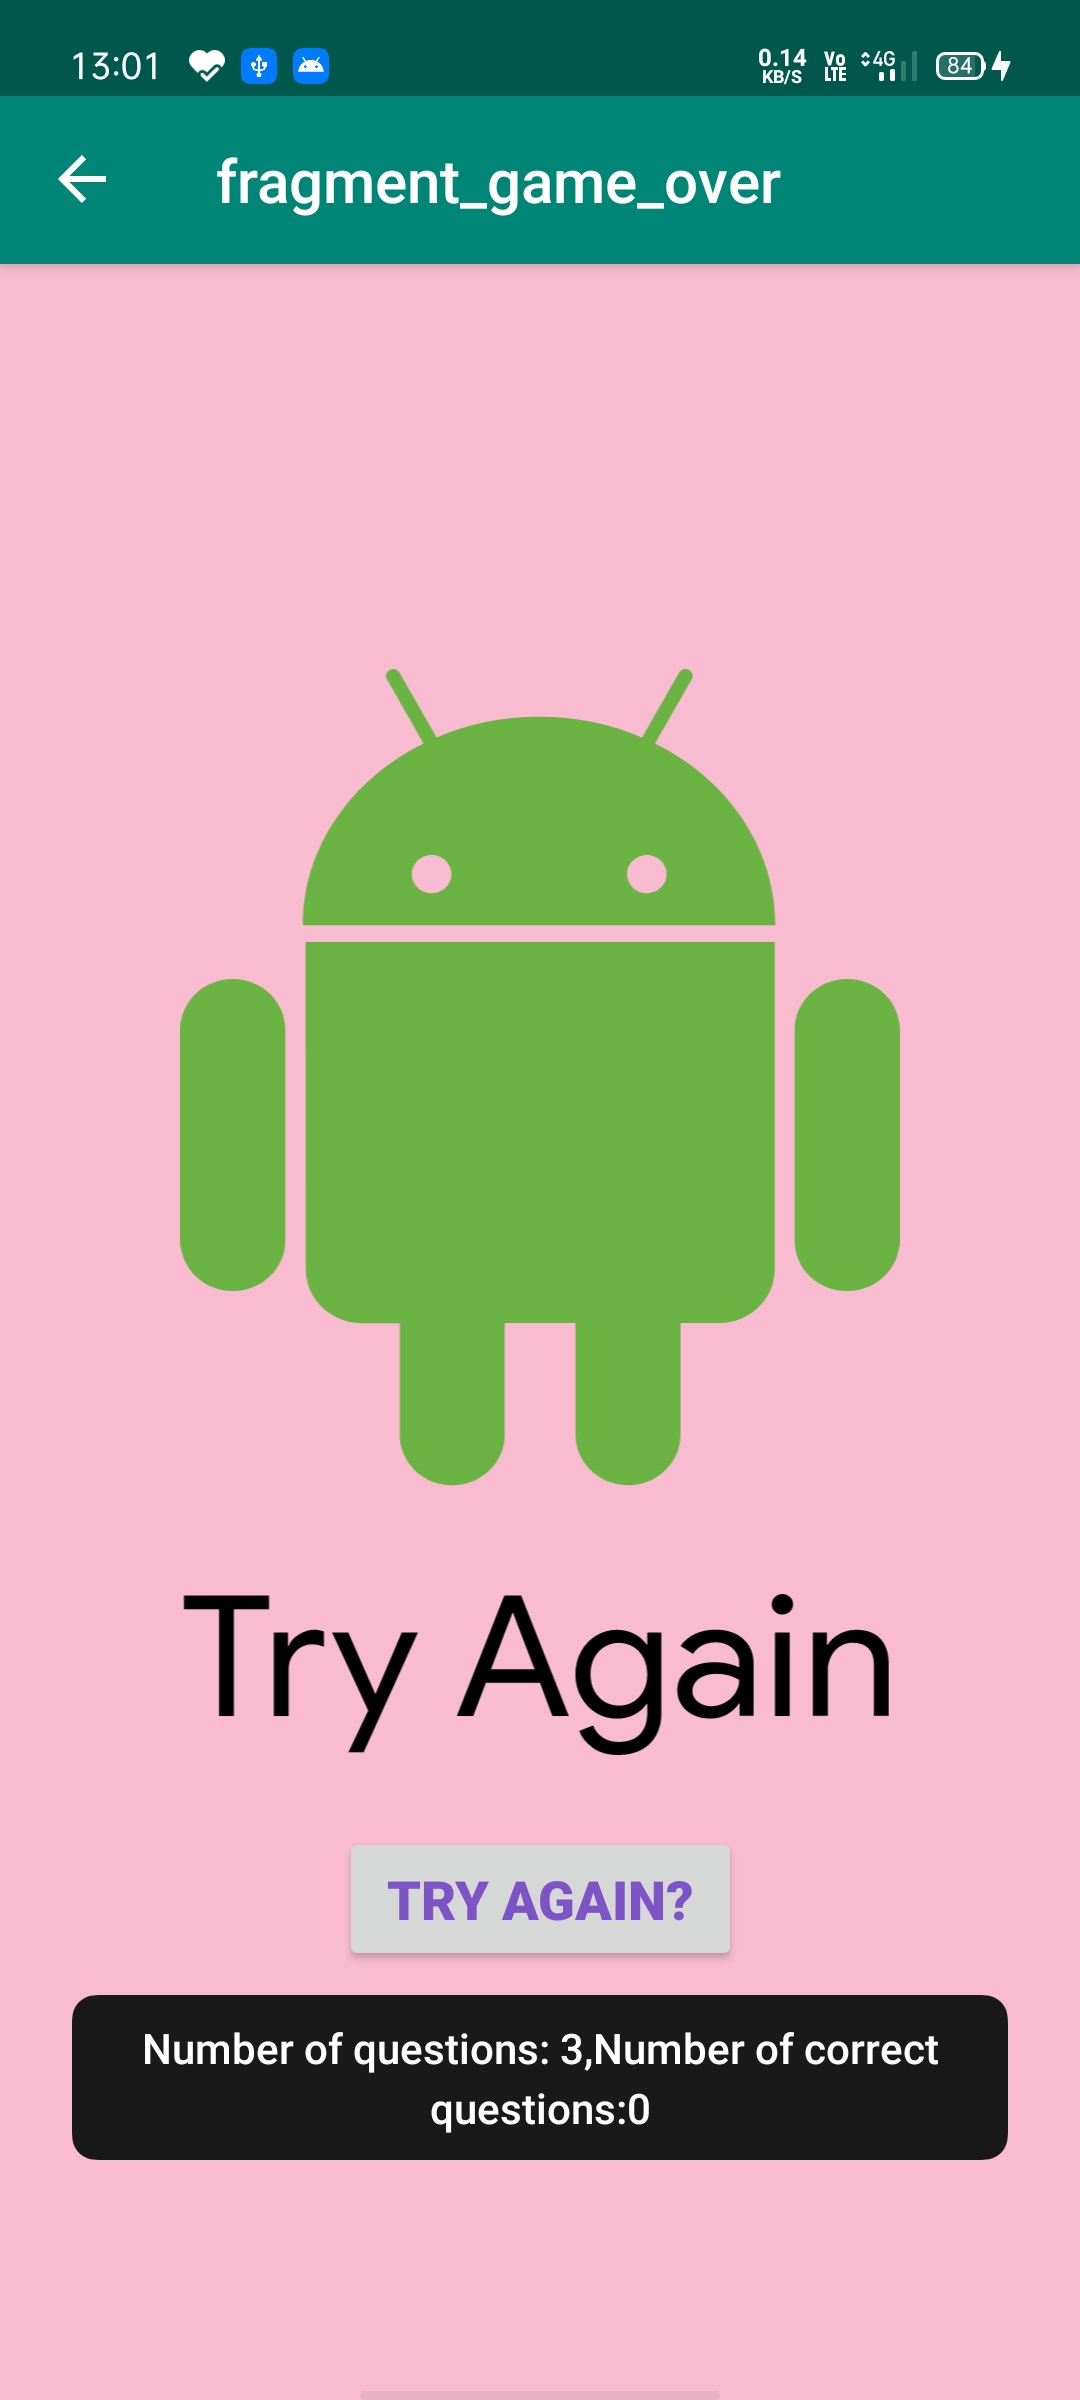 13:01
0.14
KB/S
Vo
LTE
4G
84
fragment_game_over
Try Again
TRY AGAIN?
Number of questions: 3,Number of correct
questions:0